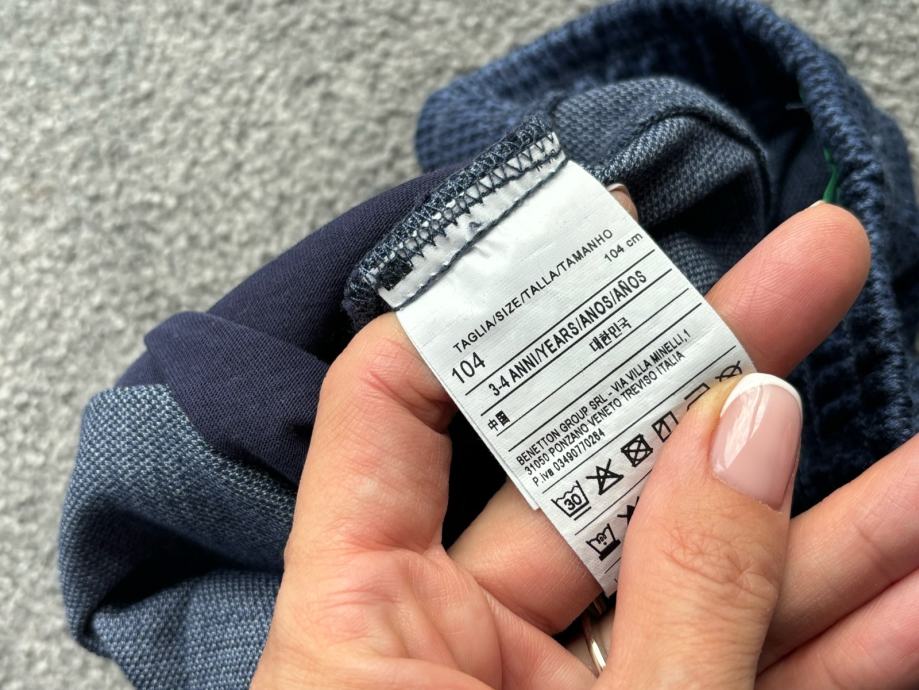 TAGLIA/SIZE/TALLA/TAMANHO
104 104 cm
3-4 ANNI/YEARS/ANOS/AÑOS
中国 대한민국
BENETTON GROUP SRL - VIA VILLA MINELLI,1
31050 PONZANO VENETO TREVISO ITALIA
P.iva 03490770264
30